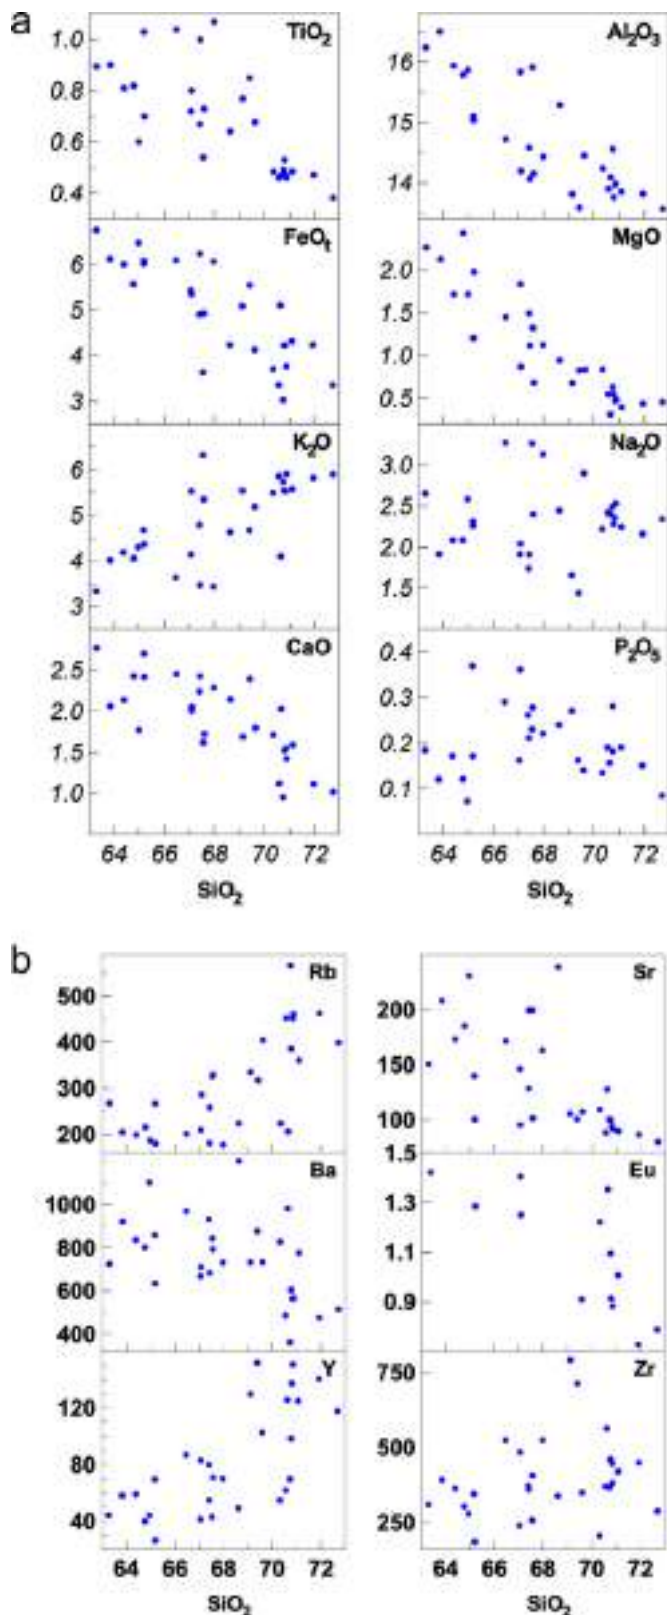 a
TiO2 Al2O3
1.0 16
0.8 15
0.6
0.4 14
FeOt MgO
6 2.0
5 1.5
4 1.0
3 0.5
K2O Na2O
6 3.0
5 2.5
4 2.0
3 1.5
CaO P2O5
2.5 0.4
2.0 0.3
1.5 0.2
1.0 0.1
64 66 68 70 72 64 66 68 70 72
SiO2 SiO2
b
Rb Sr
500 200
400 150
300 100
200 1.5
Ba Eu
1000 1.3
800 1.1
600 0.9
400
Y Zr
120 750
80 500
40 250
64 66 68 70 72 64 66 68 70 72
SiO2 SiO2